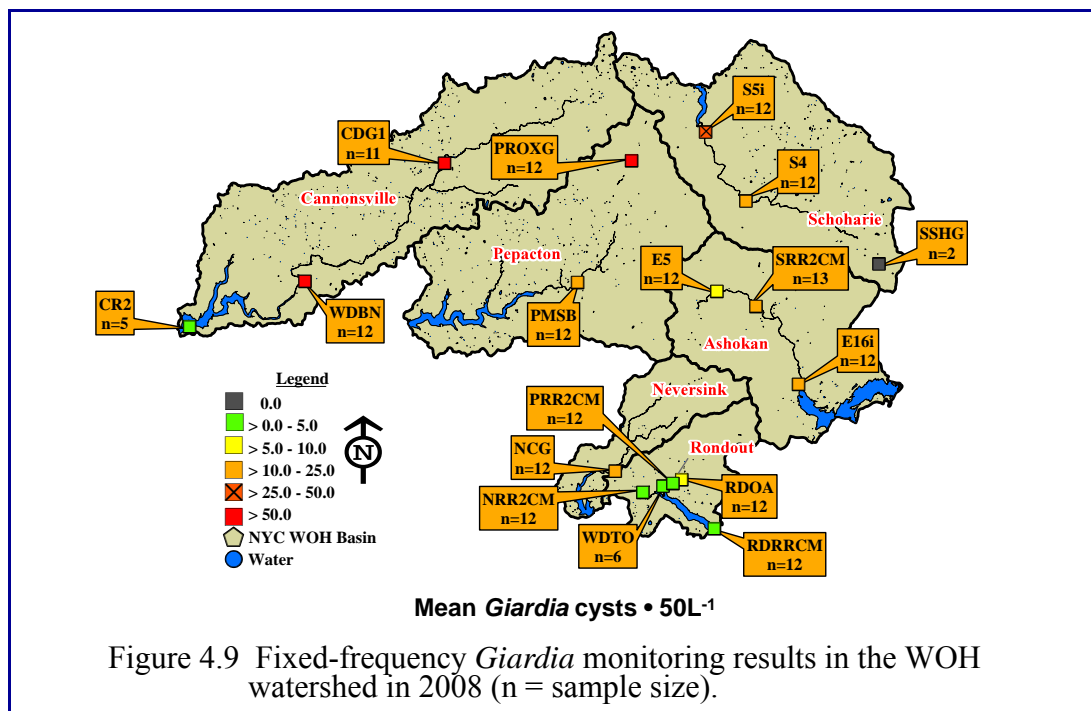 S5i
n=12
CDG1
n=11
PROXG
n=12
S4
n=12
Cannonsville
Schoharie
SSHG
n=2
Pepacton
E5
n=12
SRR2CM
n=13
CR2
n=5
WDBN
n=12
PMSB
n=12
Ashokan
E16i
n=12
Legend
0.0
> 0.0 - 5.0
> 5.0 - 10.0
> 10.0 - 25.0
> 25.0 - 50.0
> 50.0
NYC WOH Basin
Water
N
Neversink
PRR2CM
n=12
Rondout
NCG
n=12
NRR2CM
n=12
RDOA
n=12
WDTO
n=6
RDRRCM
n=12
Mean Giardia cysts • 50L-1
Figure 4.9 Fixed-frequency Giardia monitoring results in the WOH
watershed in 2008 (n = sample size).